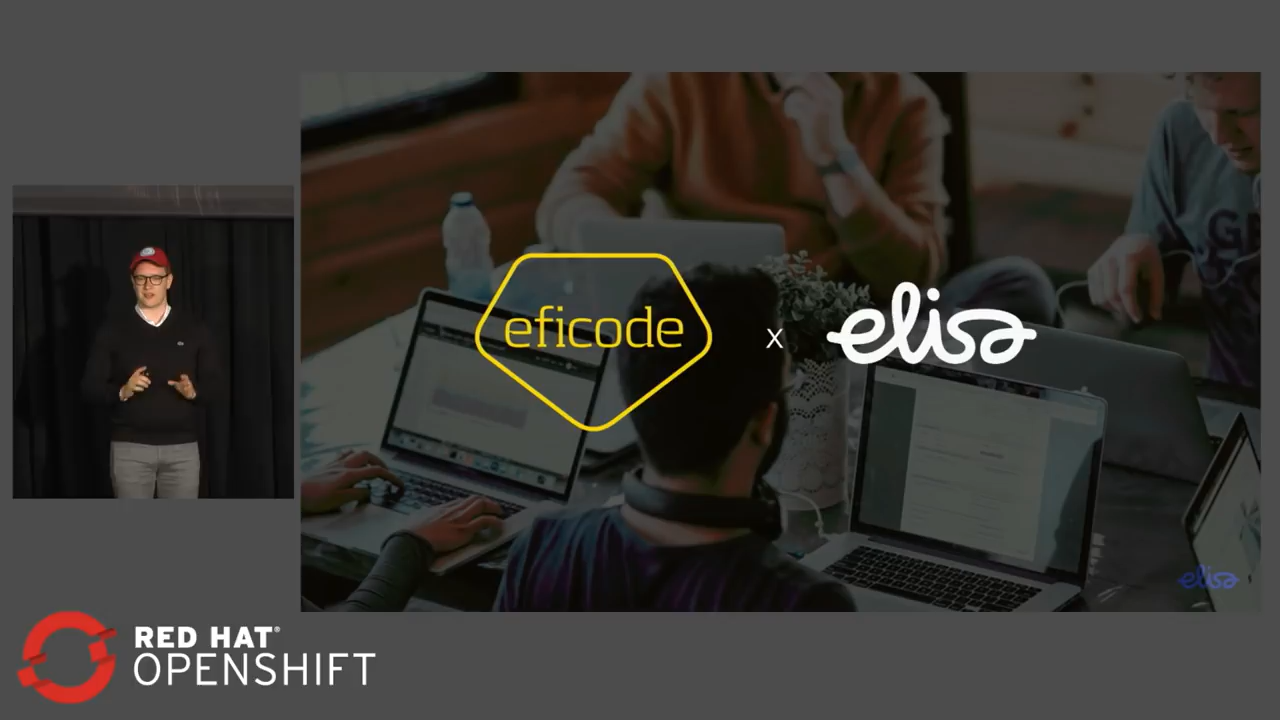 eficode
x
elisa
elisa
RED HAT®
OPENSHIFT